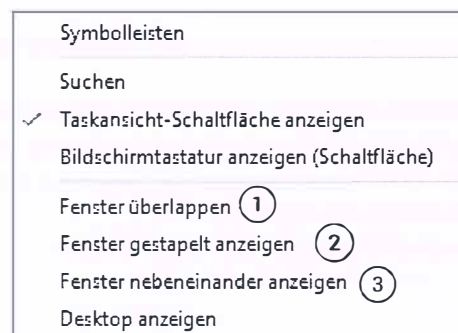 Symbolleisten
Suchen
Taskansicht-Schaltfläche anzeigen
Bildschirmtastatur anzeigen (Schaltfläche)
Fenster überlappen 1
Fenster gestapelt anzeigen 2
Fenster nebeneinander anzeigen 3
Desktop anzeigen